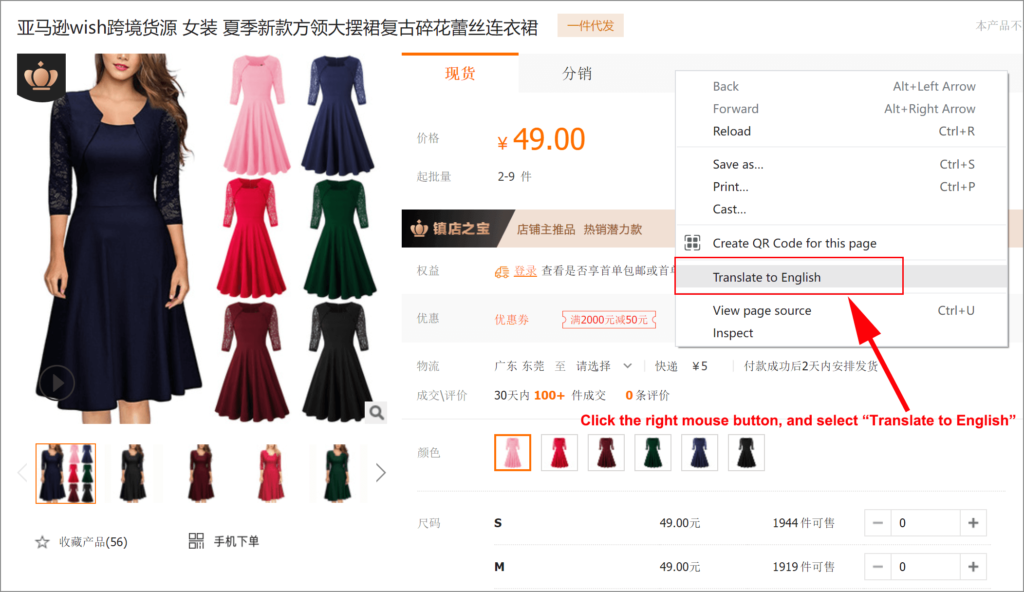 亚马逊wish跨境货源 女装 夏季新款方领大摆裙复古碎花蕾丝连衣裙
一件代发
本产品不
现货
分销
价格
¥ 49.00
起批量
2-9 件
镇店之宝
店铺主推品 热销潜力款
权益
登录 查看是否享首单包邮或首单
优惠
优惠券
满2000元减50元
物流
广东 东莞 至 请选择
快递 ¥5
付款成功后2天内安排发货
成交\评价
30天内 100+ 件成交
0 条评价
Back Alt+Left Arrow
Forward Alt+Right Arrow
Reload Ctrl+R
Save as... Ctrl+S
Print... Ctrl+P
Cast...
Create QR Code for this page
Translate to English
View page source Ctrl+U
Inspect
Click the right mouse button, and select “Translate to English”
颜色
尺码
S 49.00元 1944 件可售 − 0 +
M 49.00元 1919 件可售 − 0 +
收藏产品(56)
手机下单